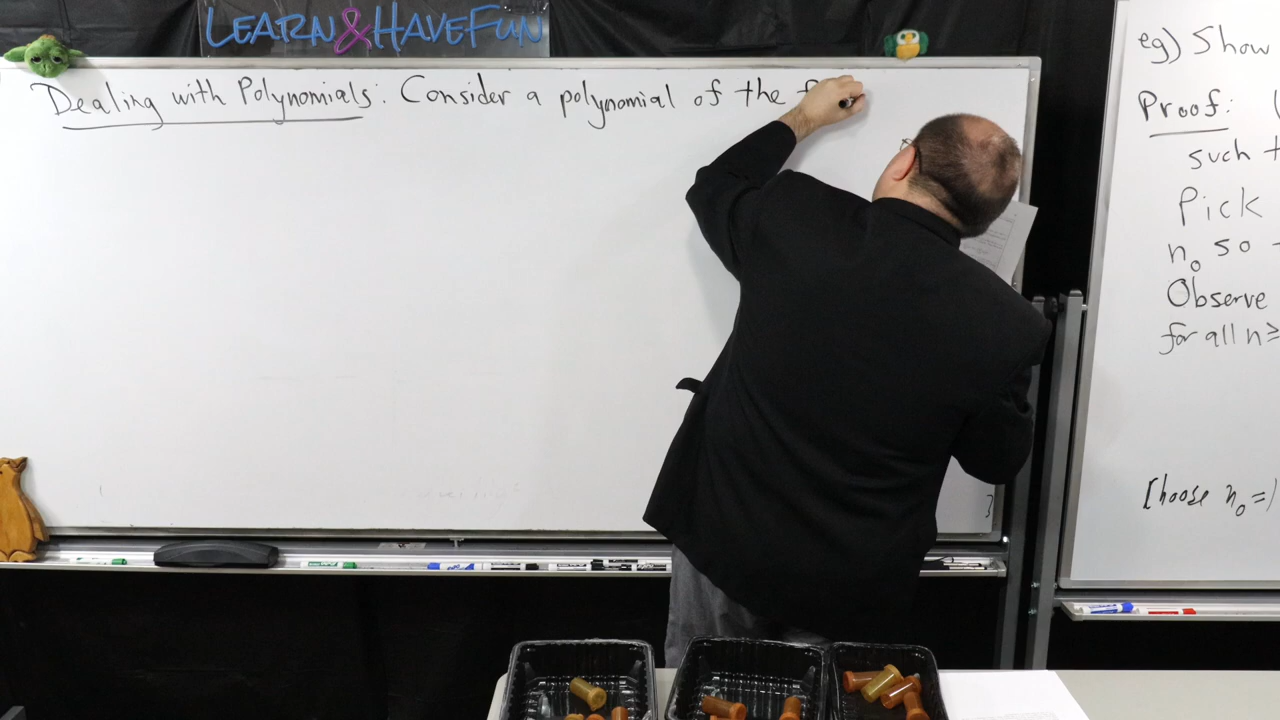 LEARN&HAVEFUN
Dealing with Polynomials: Consider a polynomial of the
eg) Show
Proof:
such
Pick
n₀ so
Observe
for all n≥
[Choose n₀=1
]